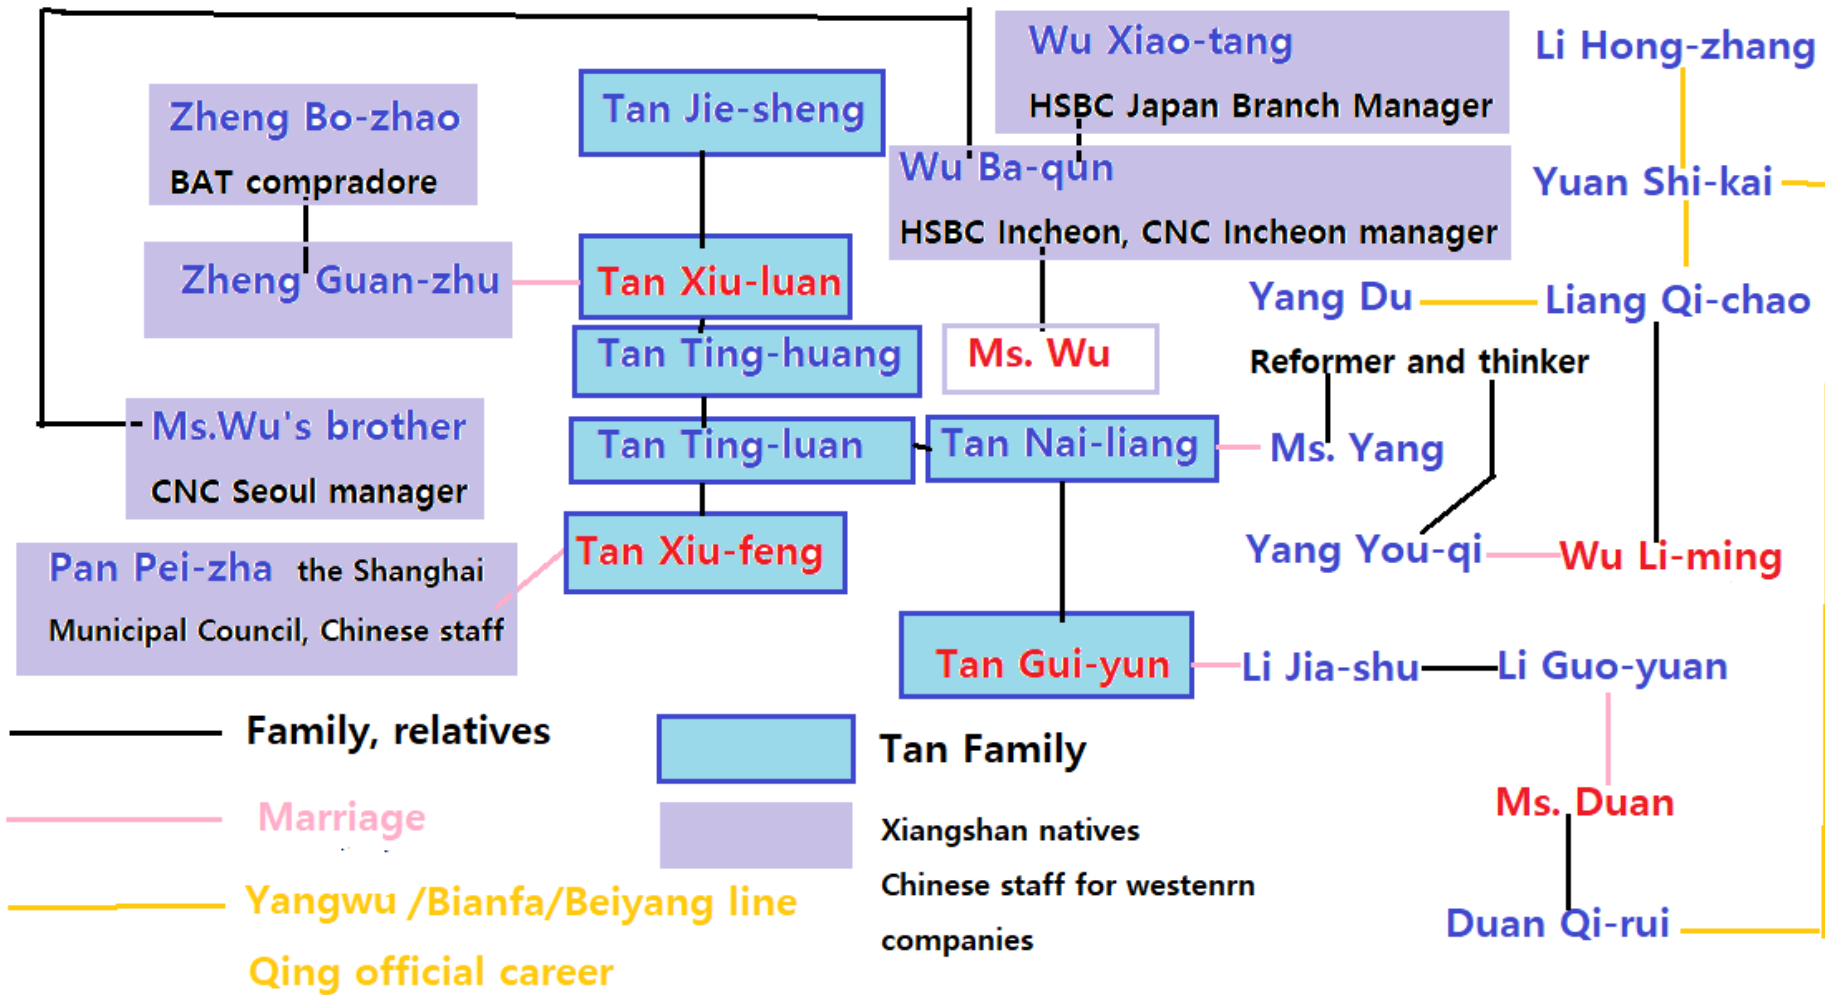 Wu Xiao-tang
HSBC Japan Branch Manager
Li Hong-zhang
Zheng Bo-zhao
BAT compradore
Tan Jie-sheng
Wu Ba-qun
HSBC Incheon, CNC Incheon manager
Yuan Shi-kai
Zheng Guan-zhu
Tan Xiu-luan
Yang Du
Liang Qi-chao
Reformer and thinker
Tan Ting-huang
Ms. Wu
Ms.Wu's brother
CNC Seoul manager
Tan Ting-luan
Tan Nai-liang
Ms. Yang
Pan Pei-zha the Shanghai
Municipal Council, Chinese staff
Tan Xiu-feng
Yang You-qi
Wu Li-ming
Tan Gui-yun
Li Jia-shu
Li Guo-yuan
Ms. Duan
Duan Qi-rui
Family, relatives
Marriage
Yangwu /Bianfa/Beiyang line
Qing official career
Tan Family
Xiangshan natives
Chinese staff for westenrn
companies